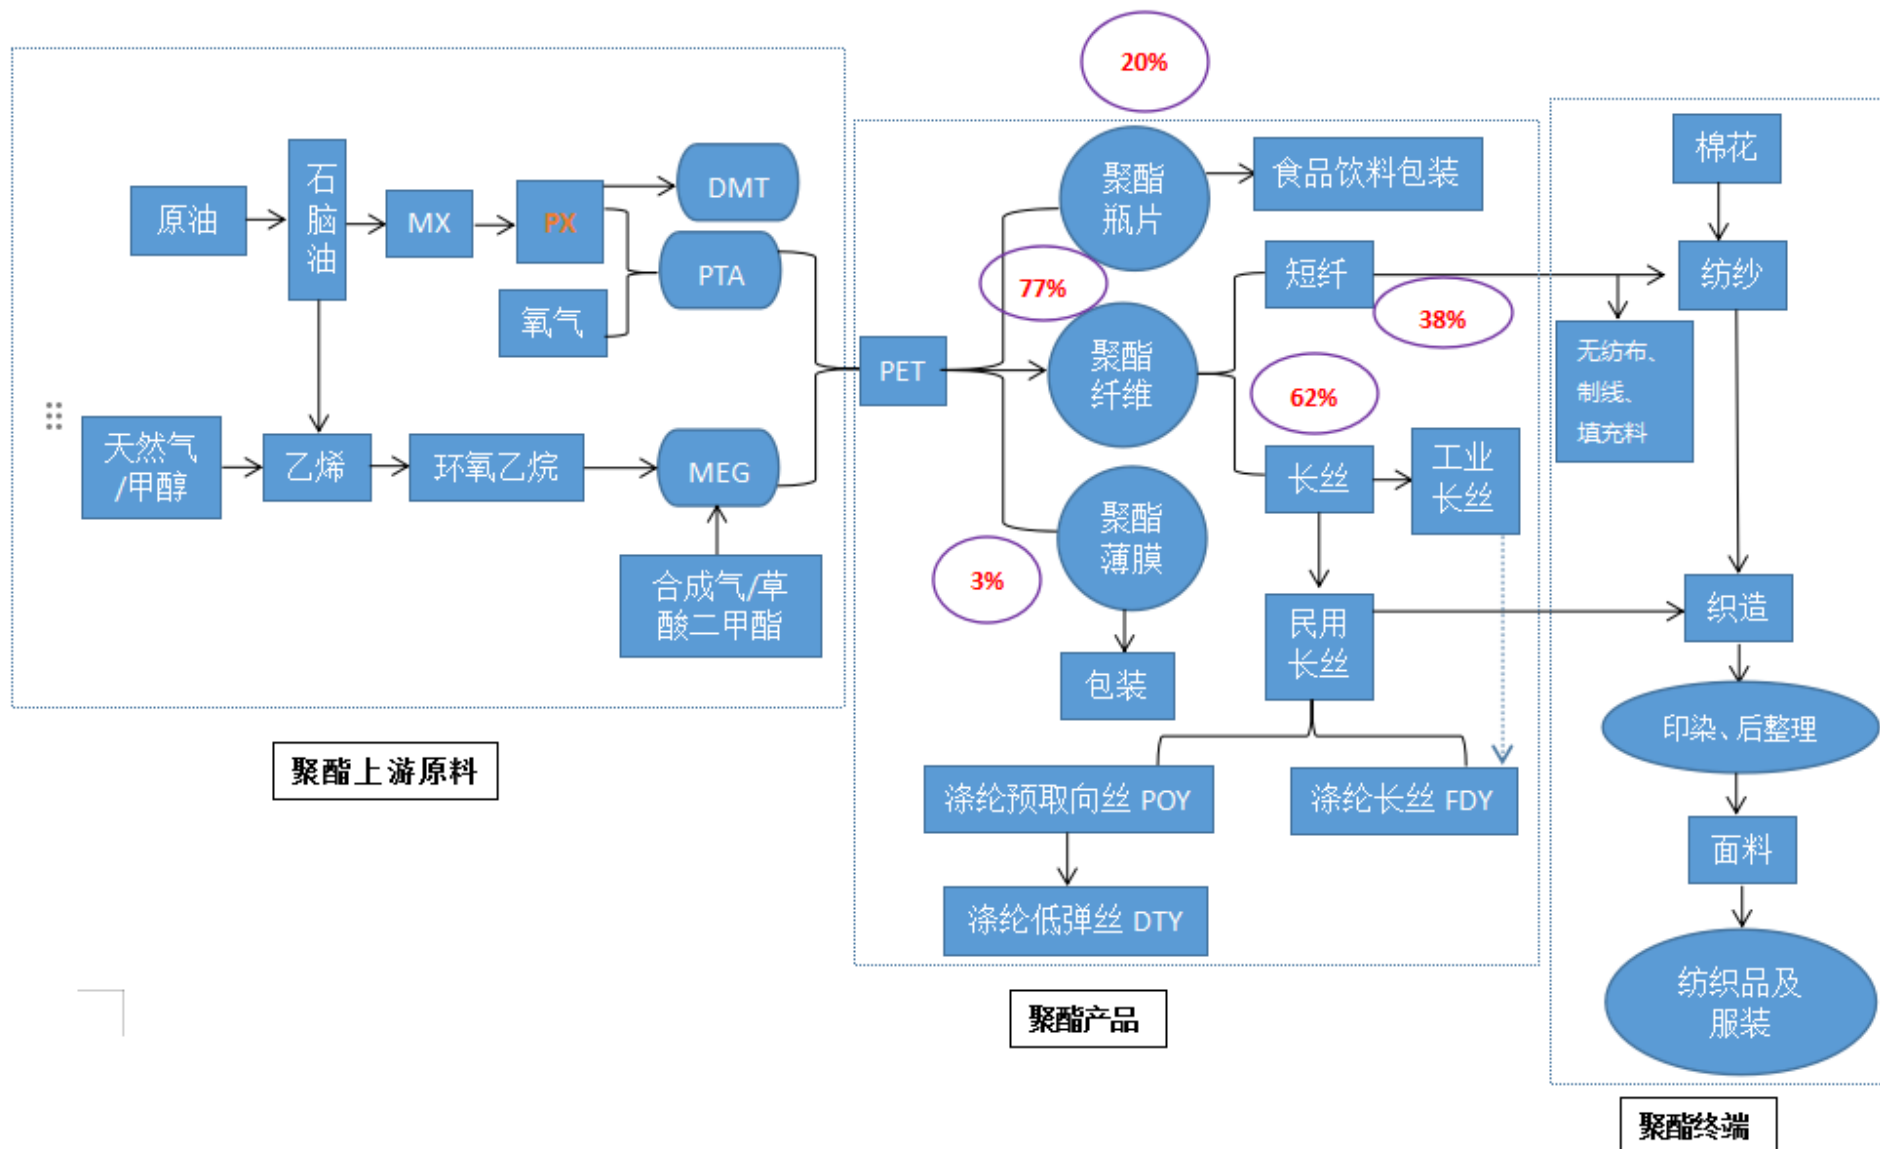 20%
石
脑
油
原油
MX
PX
DMT
PTA
氧气
天然气
/甲醇
乙烯
环氧乙烷
MEG
合成气/草
酸二甲酯
聚酯上游原料
PET
聚酯
瓶片
食品饮料包装
77%
聚酯
纤维
短纤
38%
62%
长丝
工业
长丝
3%
聚酯
薄膜
包装
民用
长丝
涤纶预取向丝 POY
涤纶长丝 FDY
涤纶低弹丝 DTY
聚酯产品
棉花
纺纱
无纺布、
制线、
填充料
织造
印染、后整理
面料
纺织品及
服装
聚酯终端